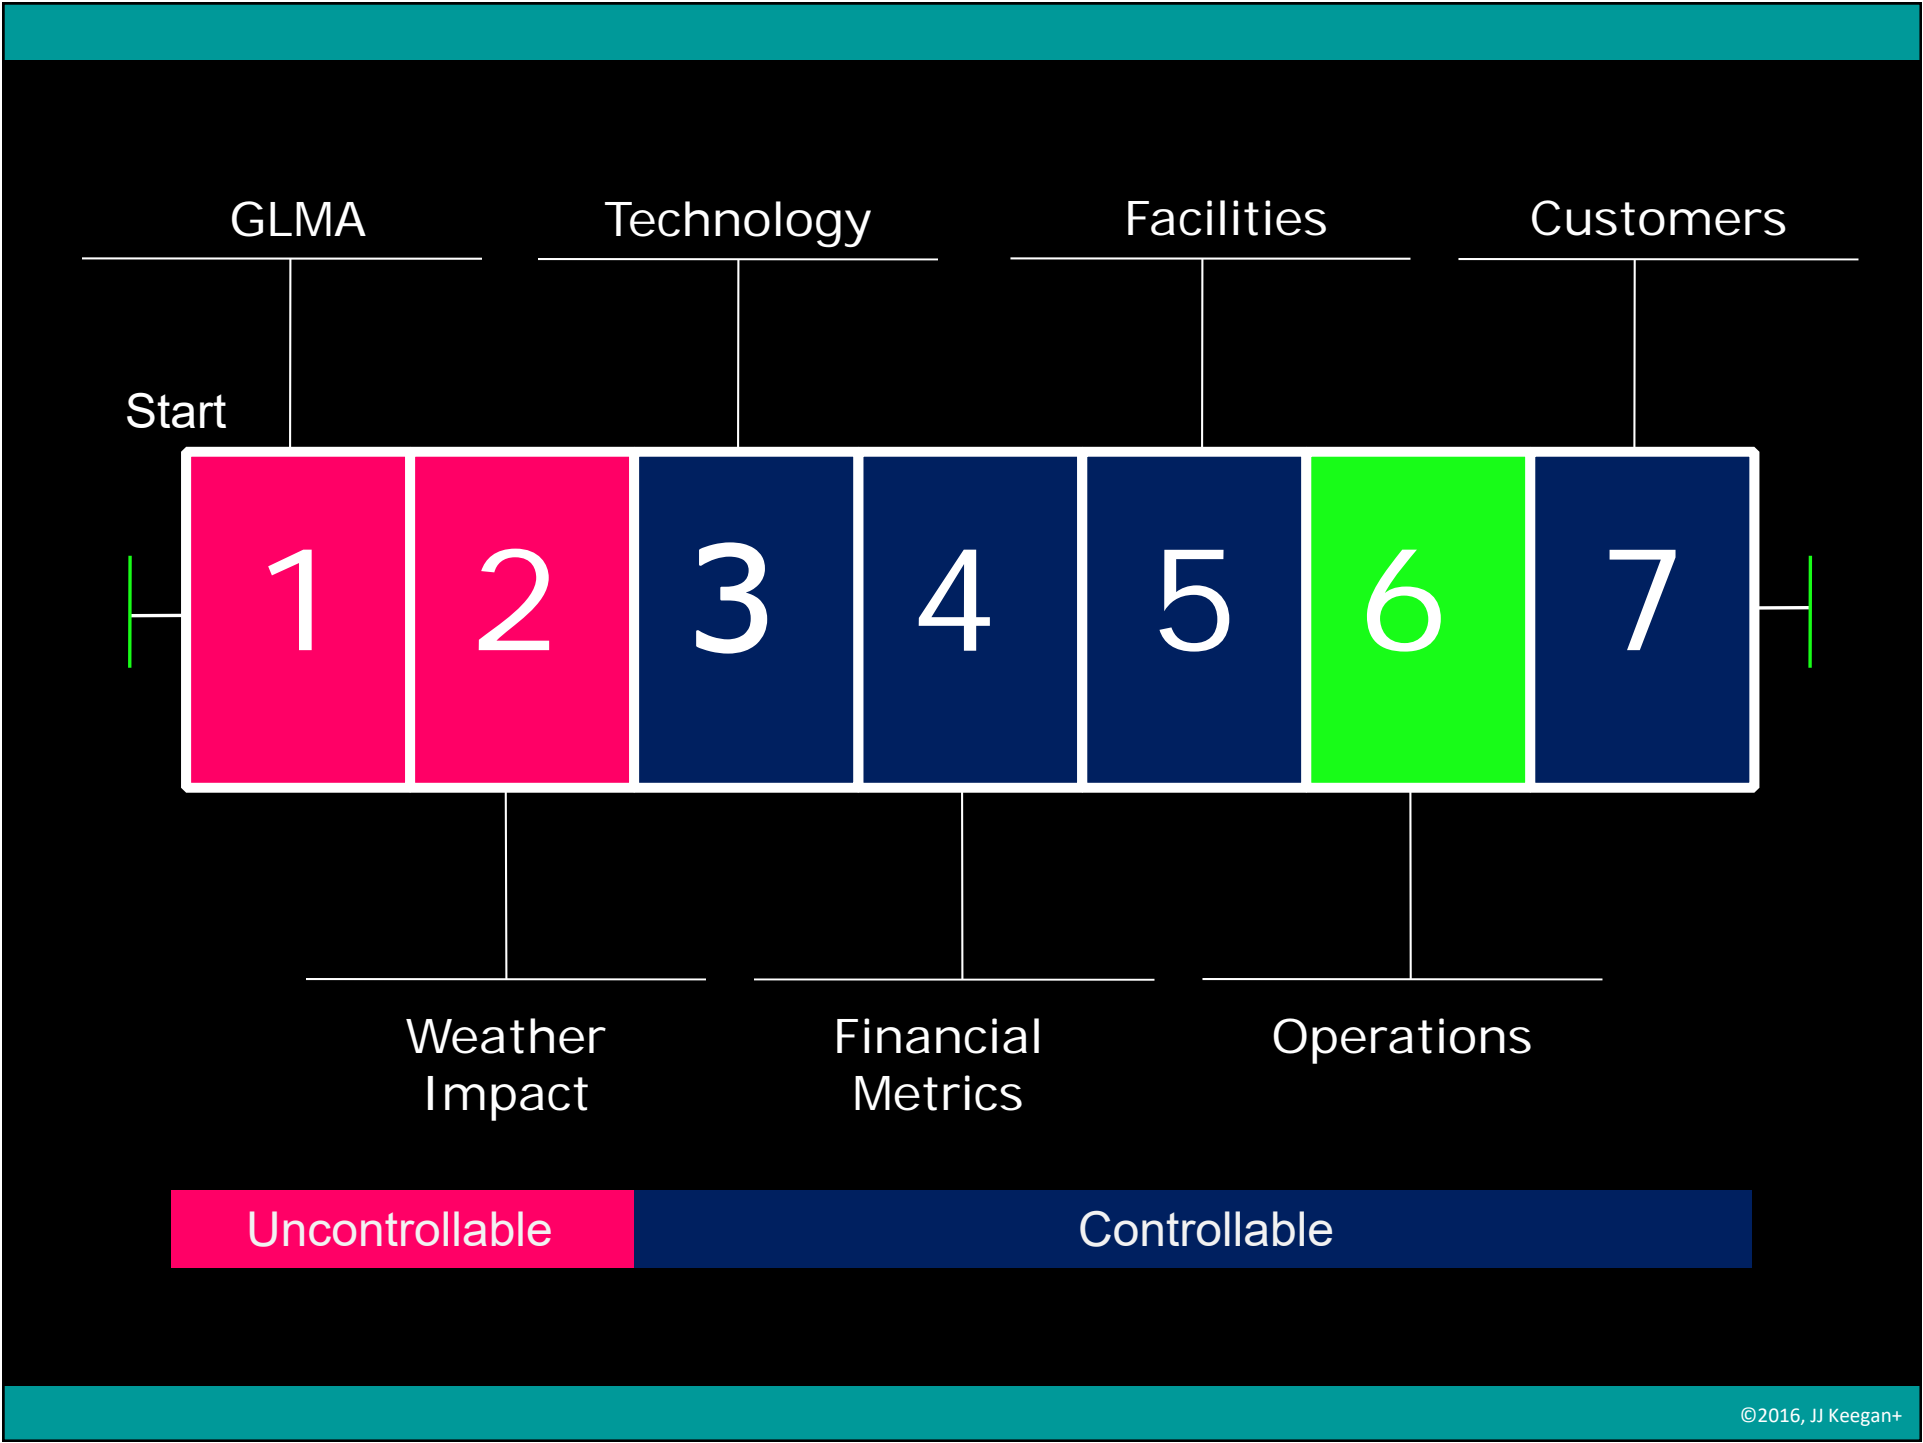 GLMA
Technology
Facilities
Customers
Start
1 2 3 4 5 6 7
Weather
Impact
Financial
Metrics
Operations
Uncontrollable
Controllable
©2016, JJ Keegan+